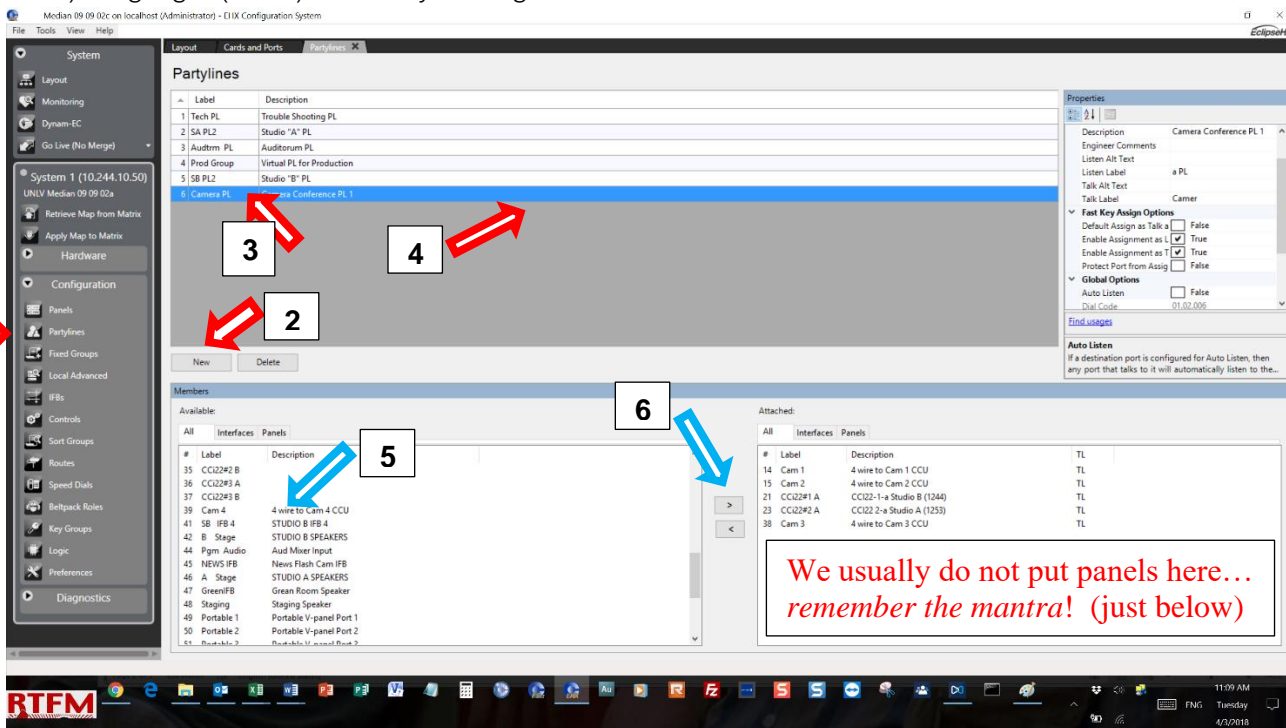 Median 09 09 02c on localhost (Administrator) - EHX Configuration System
File Tools View Help
EclipseH
System
Layout
Monitoring
Dynam-EC
Go Live (No Merge)
System 1 (10.244.10.50)
UNLV Median 09 09 02a
Retrieve Map from Matrix
Apply Map to Matrix
Hardware
Configuration
Panels
Partylines
Fixed Groups
Local Advanced
IFBs
Controls
Sort Groups
Routes
Speed Dials
Beltpack Roles
Key Groups
Logic
Preferences
Diagnostics
Layout Cards and Ports Partylines X
Partylines
Label Description
1 Tech PL Trouble Shooting PL
2 SA PL2 Studio "A" PL
3 Audtrm PL Auditorum PL
4 Prod Group Virtual PL for Production
5 SB PL2 Studio "B" PL
6 Camera PL Camera Conference PL 1
3
4
2
New Delete
Properties
Description Camera Conference PL 1
Engineer Comments
Listen Alt Text
Listen Label a PL
Talk Alt Text
Talk Label Camer
Fast Key Assign Options
Default Assign as Talk a False
Enable Assignment as L True
Enable Assignment as T True
Protect Port from Assig False
Global Options
Auto Listen False
Dial Code 01.02.006
Find usages
Auto Listen
If a destination port is configured for Auto Listen, then
any port that talks to it will automatically listen to the...
Members
Available:
All Interfaces Panels
# Label Description
35 CCi22#2 B
36 CCi22#3 A
37 CCi22#3 B
39 Cam 4 4 wire to Cam 4 CCU
41 SB IFB 4 STUDIO B IFB 4
42 B Stage STUDIO B SPEAKERS
44 Pgm Audio Aud Mixer Input
45 NEWS IFB News Flash Cam IFB
46 A Stage STUDIO A SPEAKERS
47 GreenIFB Grean Room Speaker
48 Staging Staging Speaker
49 Portable 1 Portable V-panel Port 1
50 Portable 2 Portable V-panel Port 2
51 Portable 3 Portable V-panel Port 3
5
6
>
<
Attached:
All Interfaces Panels
# Label Description TL
14 Cam 1 4 wire to Cam 1 CCU TL
15 Cam 2 4 wire to Cam 2 CCU TL
21 CCi22#1 A CCI22-1-a Studio B (1244) TL
23 CCi22#2 A CCI22 2-a Studio A (1253) TL
38 Cam 3 4 wire to Cam 3 CCU TL
We usually do not put panels here…
remember the mantra! (just below)
RTFM
ENG
11:09 AM
Tuesday
4/3/2018